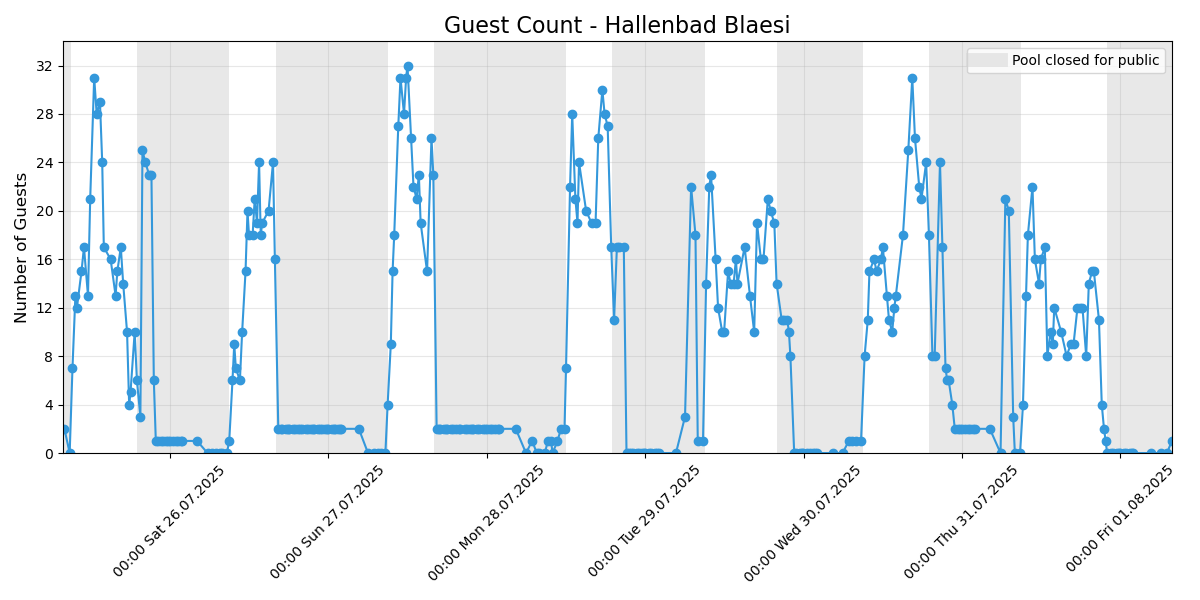 Guest Count - Hallenbad Blaesi
Pool closed for public
Number of Guests
32
28
24
20
16
12
8
4
0
00:00 Sat 26.07.2025
00:00 Sun 27.07.2025
00:00 Mon 28.07.2025
00:00 Tue 29.07.2025
00:00 Wed 30.07.2025
00:00 Thu 31.07.2025
00:00 Fri 01.08.2025